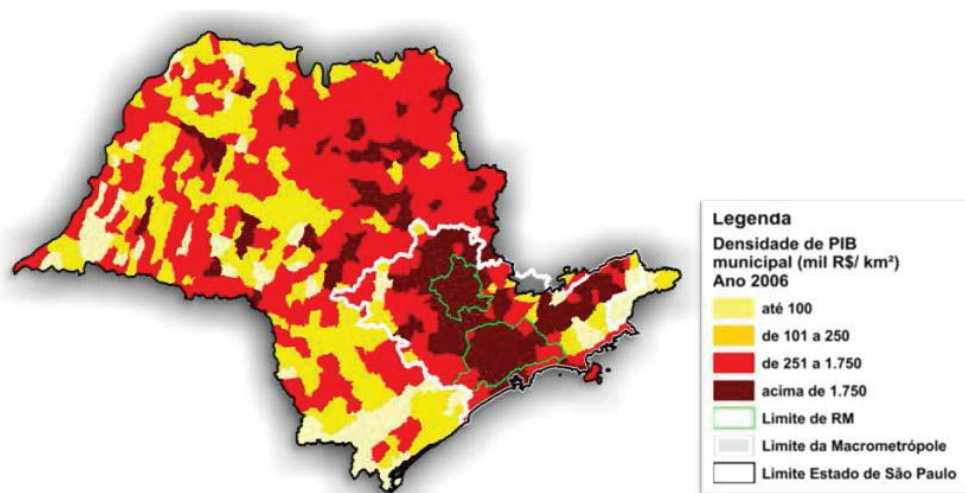 Legenda
Densidade de PIB
municipal (mil R$/ km²)
Ano 2006
até 100
de 101 a 250
de 251 a 1.750
acima de 1.750
Limite de RM
Limite da Macrometrópole
Limite Estado de São Paulo